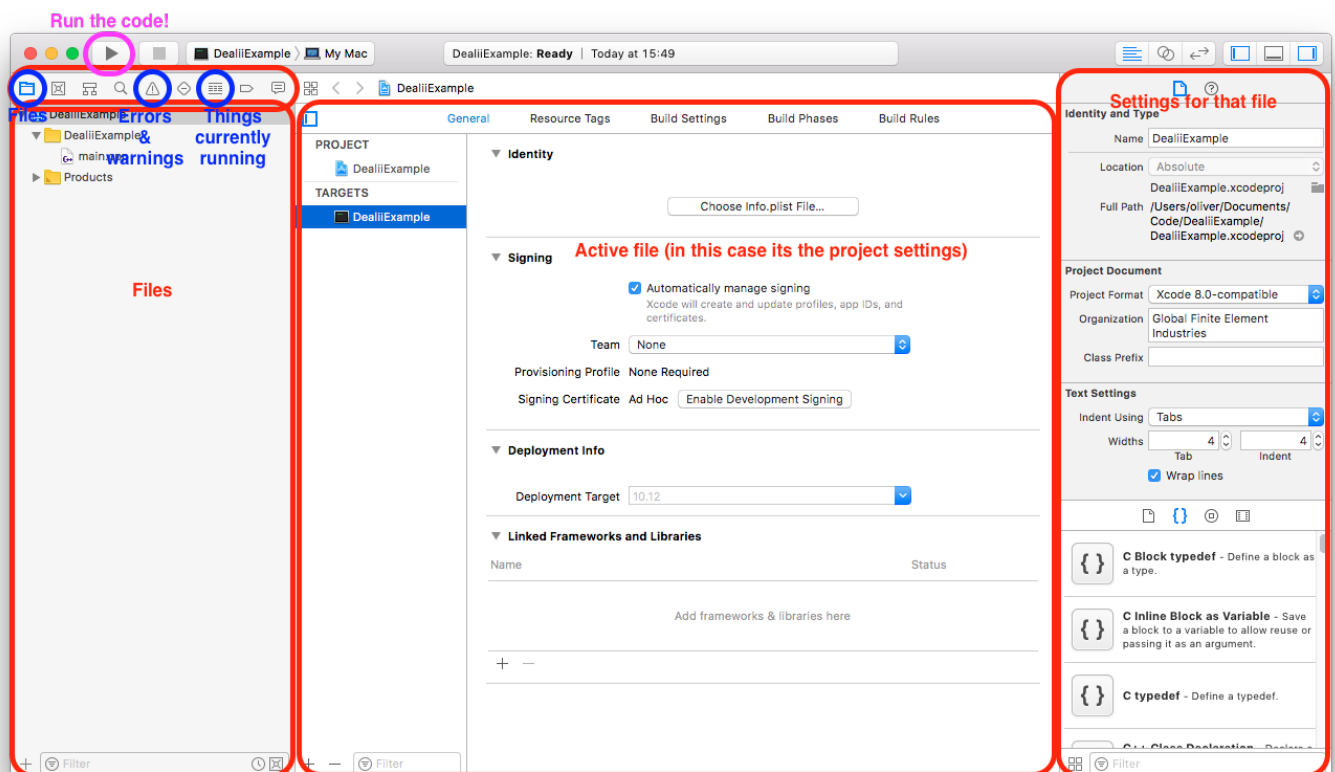 Run the code!
DealiiExample
My Mac
DealiiExample: Ready | Today at 15:49
DealiiExample
Files
DealiiExample
Errors
&
warnings
Things
currently
running
DealiiExample
Products
Files
Filter
General
Resource Tags
Build Settings
Build Phases
Build Rules
PROJECT
DealiiExample
TARGETS
DealiiExample
Filter
Identity
Choose Info.plist File...
Active file (in this case its the project settings)
Signing
Automatically manage signing
Xcode will create and update profiles, app IDs, and
certificates.
Team None
Provisioning Profile None Required
Signing Certificate Ad Hoc Enable Development Signing
Deployment Info
Deployment Target 10.12
Linked Frameworks and Libraries
Name Status
Add frameworks & libraries here
Settings for that file
Identity and Type
Name DealiiExample
Location Absolute
DealiiExample.xcodeproj
Full Path /Users/oliver/Documents/
Code/DealiiExample/
DealiiExample.xcodeproj
Project Document
Project Format Xcode 8.0-compatible
Organization Global Finite Element
Industries
Class Prefix
Text Settings
Indent Using Tabs
Widths 4 4
Tab Indent
Wrap lines
{ }
{ } C Block typedef - Define a block as
a type.
{ } C Inline Block as Variable - Save
a block to a variable to allow reuse or
passing it as an argument.
{ } C typedef - Define a typedef.
C++ Class Declaration - Declare a
Filter